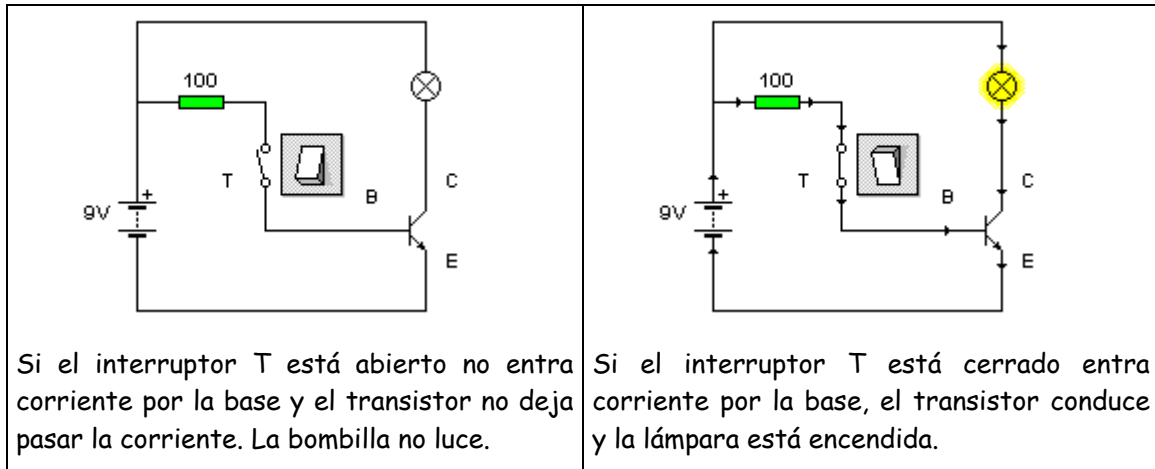 100
T
B
C
+
9V
E
Si el interruptor T está abierto no entra
corriente por la base y el transistor no deja
pasar la corriente. La bombilla no luce.
100
T
B
C
+
9V
E
Si el interruptor T está cerrado entra
corriente por la base, el transistor conduce
y la lámpara está encendida.